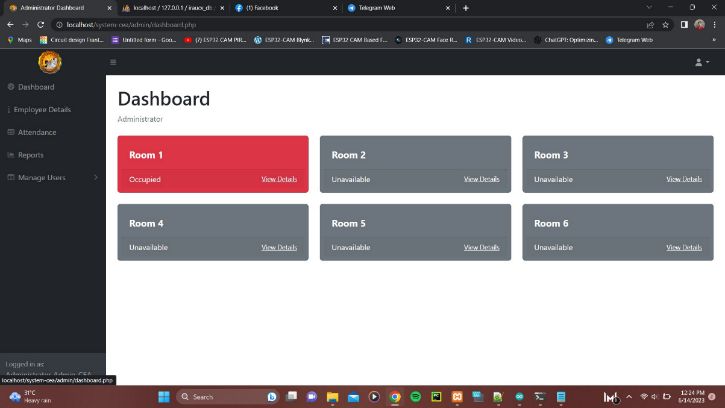 Administrator Dashboard
localhost / 127.0.0.1 / irauor_db
(1) Facebook
Telegram Web
localhost/system-cea/admin/dashboard.php
Maps
Circuit design Frant...
Untitled form - Goo...
(7) ESP32 CAM PIR...
ESP32-CAM Blynk...
ESP32 CAM Based F...
ESP32-CAM Face R...
ESP32-CAM Video...
ChatGPT: Optimizin...
Telegram Web
Dashboard
Employee Details
Attendance
Reports
Manage Users
Dashboard
Administrator
Room 1
Occupied View Details
Room 2
Unavailable View Details
Room 3
Unavailable View Details
Room 4
Unavailable View Details
Room 5
Unavailable View Details
Room 6
Unavailable View Details
Logged in as:
Administrator Admin, CEA
localhost/system-cea/admin/dashboard.php
31°C
Heavy rain
Search
12:24 PM
6/14/2023